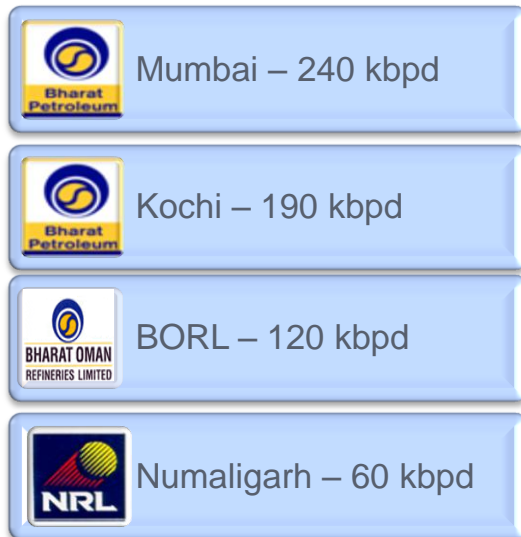 Bharat
Petroleum
Mumbai – 240 kbpd
Bharat
Petroleum
Kochi – 190 kbpd
BHARAT OMAN
REFINERIES LIMITED
BORL – 120 kbpd
NRL
Numaligarh – 60 kbpd